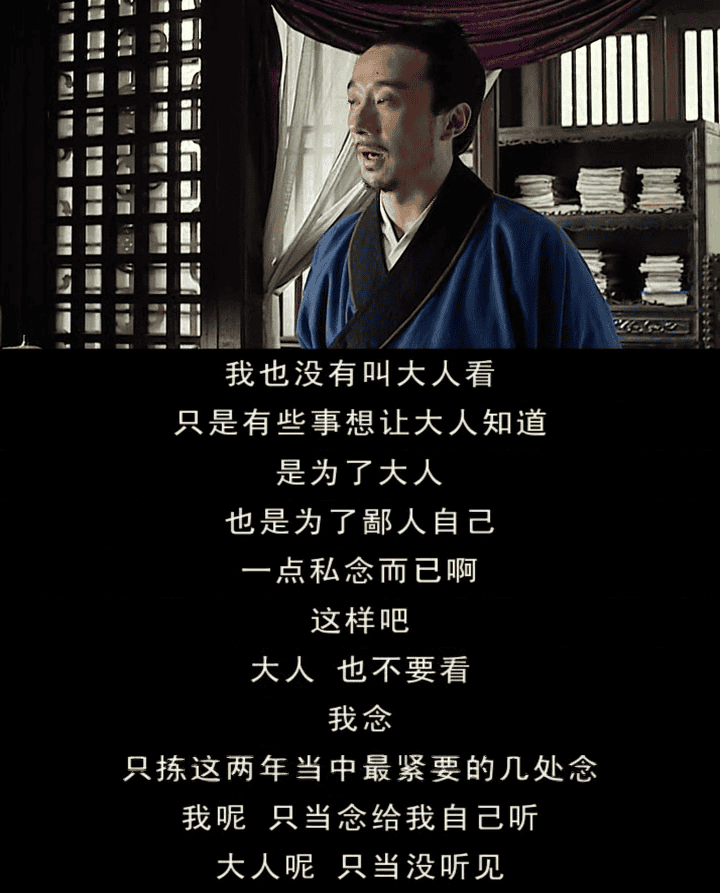 我也没有叫大人看
只是有些事想让大人知道
是为了大人
也是为了鄙人自己
一点私念而已啊
这样吧
大人 也不要看
我念
只拣这两年当中最紧要的几处念
我呢 只当念给我自己听
大人呢 只当没听见